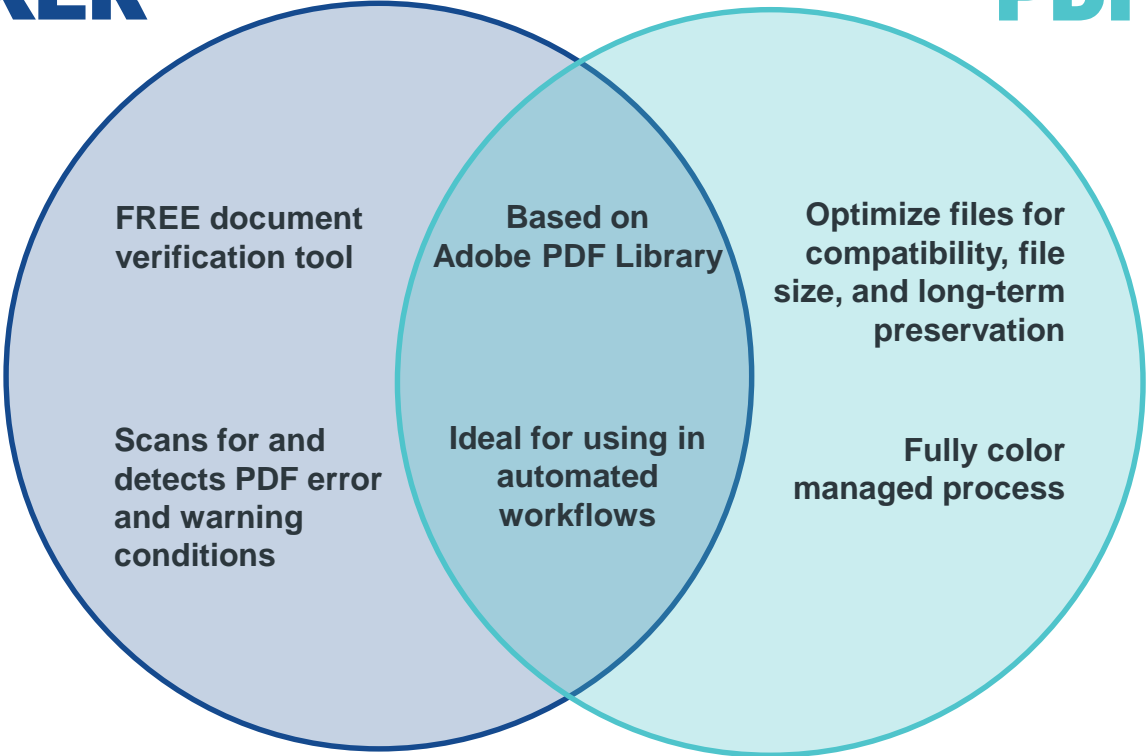 FREE document
verification tool
Scans for and
detects PDF error
and warning
conditions
Based on
Adobe PDF Library
Ideal for using in
automated
workflows
Optimize files for
compatibility, file
size, and long-term
preservation
Fully color
managed process